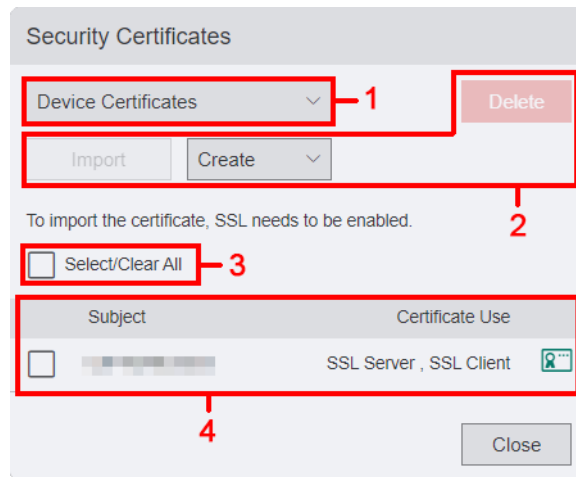 Security Certificates
Device Certificates 1 Delete
Import Create
2
To import the certificate, SSL needs to be enabled.
Select/Clear All 3
Subject Certificate Use
SSL Server , SSL Client
4
Close